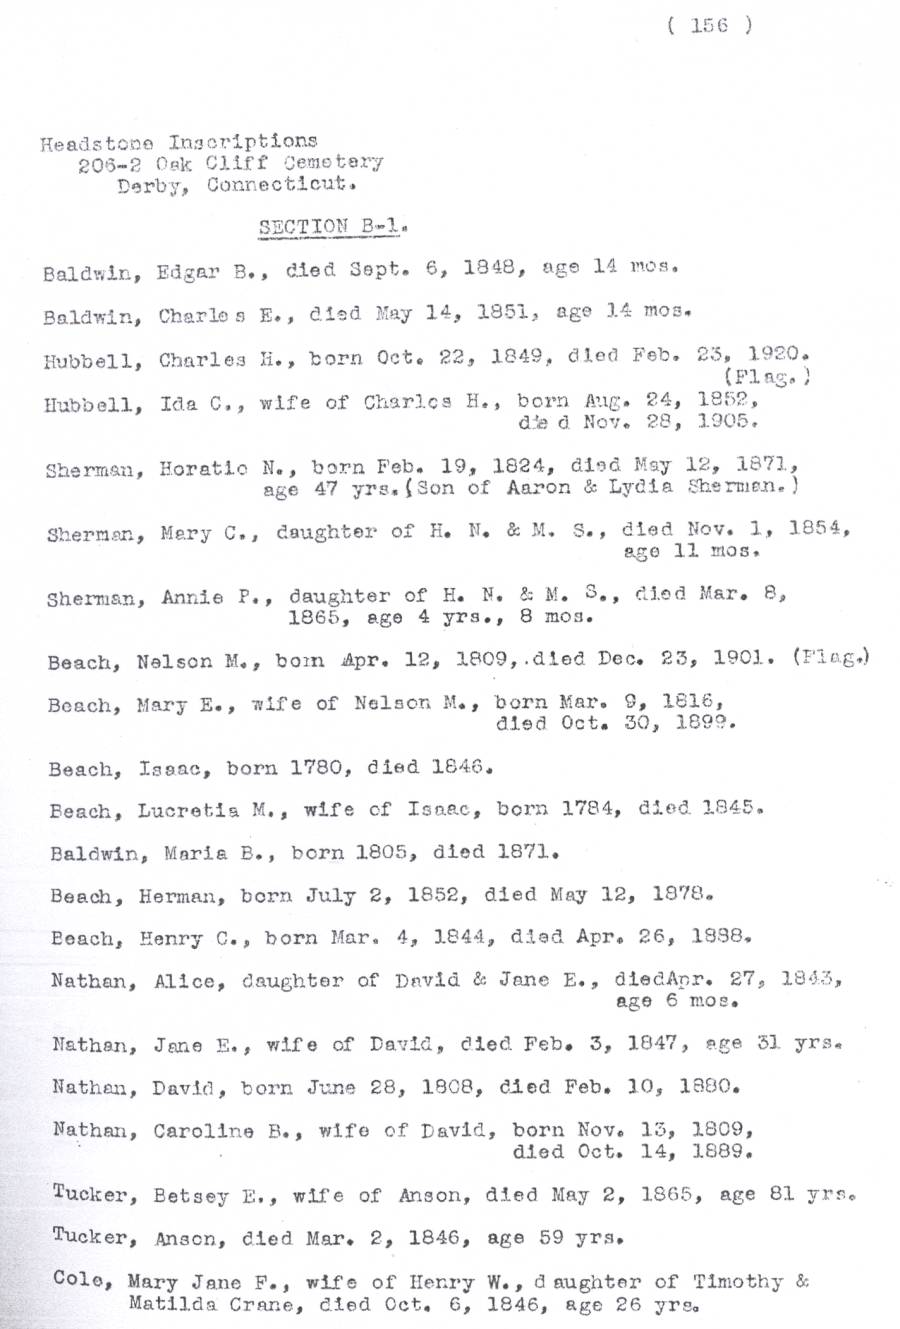 ( 156 )
Headstone Inscriptions
206-2 Oak Cliff Cemetery
Derby, Connecticut.
SECTION B-1.
Baldwin, Edgar B., died Sept. 6, 1848, age 14 mos.
Baldwin, Charles E., died May 14, 1851, age 14 mos.
Hubbell, Charles H., born Oct. 22, 1849, died Feb. 23, 1920.
(Flag.)
Hubbell, Ida C., wife of Charles H., born Aug. 24, 1852,
died Nov. 28, 1905.
Sherman, Horatio N., born Feb. 19, 1824, died May 12, 1871,
age 47 yrs.(Son of Aaron & Lydia Sherman.)
Sherman, Mary C., daughter of H. N. & M. S., died Nov. 1, 1854,
age 11 mos.
Sherman, Annie P., daughter of H. N. & M. S., died Mar. 8,
1865, age 4 yrs., 8 mos.
Beach, Nelson M., born Apr. 12, 1809, died Dec. 23, 1901. (Flag.)
Beach, Mary E., wife of Nelson M., born Mar. 9, 1816,
died Oct. 30, 1899.
Beach, Isaac, born 1780, died 1846.
Beach, Lucretia M., wife of Isaac, born 1784, died 1845.
Baldwin, Maria B., born 1805, died 1871.
Beach, Herman, born July 2, 1852, died May 12, 1878.
Beach, Henry C., born Mar. 4, 1844, died Apr. 26, 1888.
Nathan, Alice, daughter of David & Jane E., diedApr. 27, 1843,
age 6 mos.
Nathan, Jane E., wife of David, died Feb. 3, 1847, age 31 yrs.
Nathan, David, born June 28, 1808, died Feb. 10, 1880.
Nathan, Caroline B., wife of David, born Nov. 13, 1809,
died Oct. 14, 1889.
Tucker, Betsey E., wife of Anson, died May 2, 1865, age 81 yrs.
Tucker, Anson, died Mar. 2, 1846, age 59 yrs.
Cole, Mary Jane F., wife of Henry W., d aughter of Timothy &
Matilda Crane, died Oct. 6, 1846, age 26 yrs.